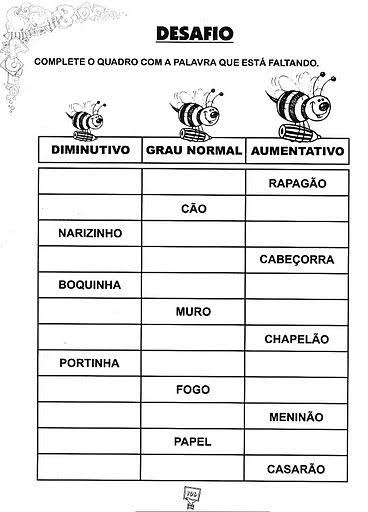 DESAFIO
COMPLETE O QUADRO COM A PALAVRA QUE ESTÁ FALTANDO.
DIMINUTIVO GRAU NORMAL AUMENTATIVO
RAPAGÃO
CÃO
NARIZINHO
CABEÇORRA
BOQUINHA
MURO
CHAPELÃO
PORTINHA
FOGO
MENINÃO
PAPEL
CASARÃO